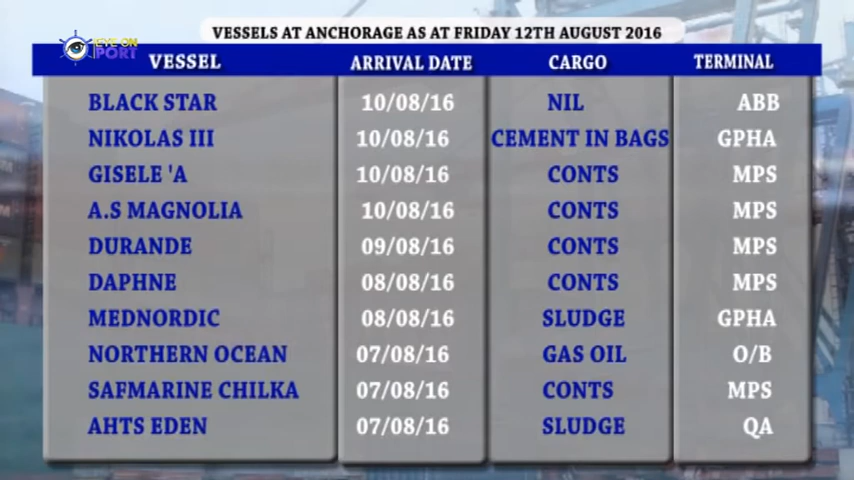 VESSELS AT ANCHORAGE AS AT FRIDAY 12TH AUGUST 2016
EYE ON PORT
VESSEL ARRIVAL DATE CARGO TERMINAL
BLACK STAR 10/08/16 NIL ABB
NIKOLAS III 10/08/16 CEMENT IN BAGS GPHA
GISELE 'A 10/08/16 CONTS MPS
A.S MAGNOLIA 10/08/16 CONTS MPS
DURANDE 09/08/16 CONTS MPS
DAPHNE 08/08/16 CONTS MPS
MEDNORDIC 08/08/16 SLUDGE GPHA
NORTHERN OCEAN 07/08/16 GAS OIL O/B
SAFMARINE CHILKA 07/08/16 CONTS MPS
AHTS EDEN 07/08/16 SLUDGE QA